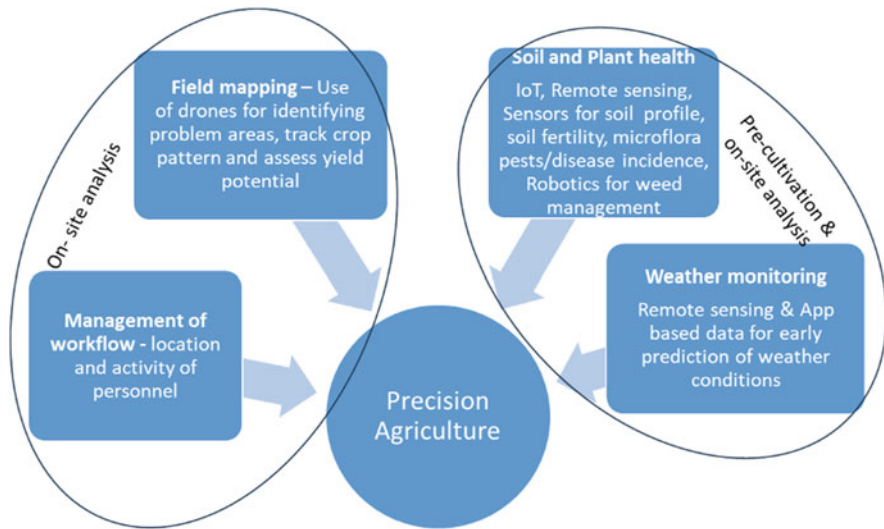 Field mapping – Use
of drones for identifying
problem areas, track crop
pattern and assess yield
potential
Soil and Plant health
IoT, Remote sensing,
Sensors for soil profile,
soil fertility, microflora
pests/disease incidence,
Robotics for weed
management
On- site analysis
Pre-cultivation &
on-site analysis
Management of
workflow - location
and activity of
personnel
Weather monitoring
Remote sensing & App
based data for early
prediction of weather
conditions
Precision
Agriculture